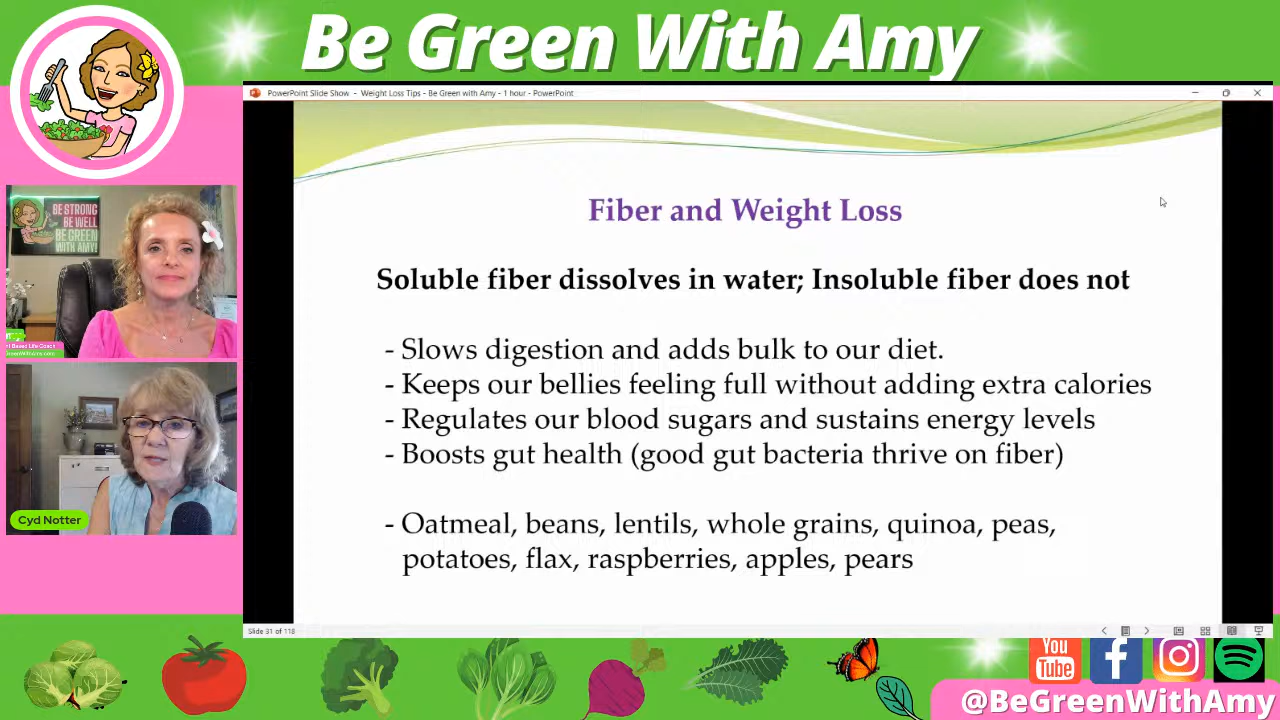 Be Green With Amy
PowerPoint Slide Show - Weight Loss Tips - Be Green with Amy - 1 hour - PowerPoint
BE STRONG
BE WELL
BE GREEN
WITH AMY!
Fiber and Weight Loss
Soluble fiber dissolves in water; Insoluble fiber does not
- Slows digestion and adds bulk to our diet.
- Keeps our bellies feeling full without adding extra calories
- Regulates our blood sugars and sustains energy levels
- Boosts gut health (good gut bacteria thrive on fiber)
- Oatmeal, beans, lentils, whole grains, quinoa, peas,
potatoes, flax, raspberries, apples, pears
Cyd Notter
Slide 31 of 118
You
Tube
@BeGreenWithAmy